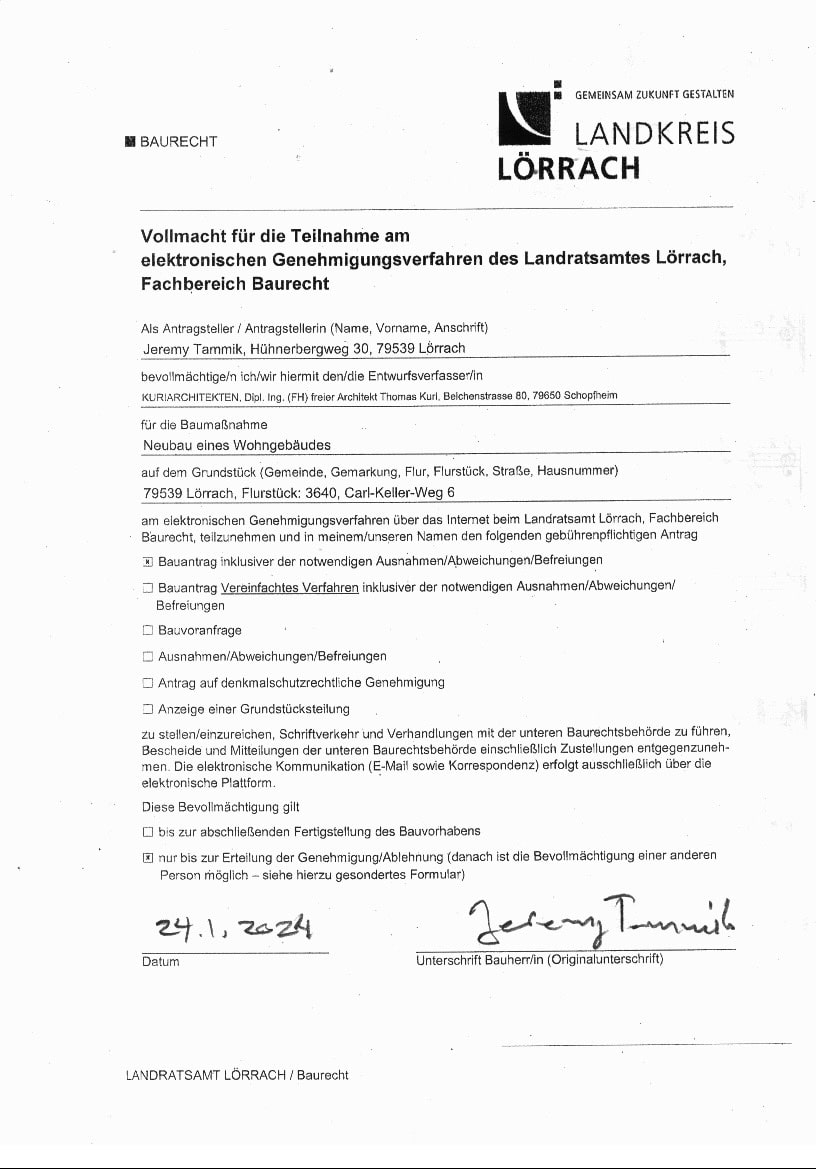 GEMEINSAM ZUKUNFT GESTALTEN
BAURECHT
LANDKREIS
LÖRRACH
Vollmacht für die Teilnahme am
elektronischen Genehmigungsverfahren des Landratsamtes Lörrach,
Fachbereich Baurecht
Als Antragsteller / Antragstellerin (Name, Vorname, Anschrift)
Jeremy Tammik, Hühnerbergweg 30, 79539 Lörrach
bevollmächtige/n ich/wir hiermit den/die Entwurfsverfasser/in
KURIARCHITEKTEN, Dipl. Ing. (FH) freier Architekt Thomas Kuri, Belchenstrasse 80, 79650 Schopfheim
für die Baumaßnahme
Neubau eines Wohngebäudes
auf dem Grundstück (Gemeinde, Gemarkung, Flur, Flurstück, Straße, Hausnummer)
79539 Lörrach, Flurstück: 3640, Carl-Keller-Weg 6
am elektronischen Genehmigungsverfahren über das Internet beim Landratsamt Lörrach, Fachbereich
Baurecht, teilzunehmen und in meinem/unseren Namen den folgenden gebührenpflichtigen Antrag
☒ Bauantrag inklusiver der notwendigen Ausnahmen/Abweichungen/Befreiungen
☐ Bauantrag Vereinfachtes Verfahren inklusiver der notwendigen Ausnahmen/Abweichungen/
Befreiungen
☐ Bauvoranfrage
☐ Ausnahmen/Abweichungen/Befreiungen
☐ Antrag auf denkmalschutzrechtliche Genehmigung
☐ Anzeige einer Grundstücksteilung
zu stellen/einzureichen, Schriftverkehr und Verhandlungen mit der unteren Baurechtsbehörde zu führen,
Bescheide und Mitteilungen der unteren Baurechtsbehörde einschließlich Zustellungen entgegenzuneh-
men. Die elektronische Kommunikation (E-Mail sowie Korrespondenz) erfolgt ausschließlich über die
elektronische Plattform.
Diese Bevollmächtigung gilt
☐ bis zur abschließenden Fertigstellung des Bauvorhabens
☒ nur bis zur Erteilung der Genehmigung/Ablehnung (danach ist die Bevollmächtigung einer anderen
Person möglich – siehe hierzu gesondertes Formular)
24.1.2024 Jeremy Tammik
Datum Unterschrift Bauherr/in (Originalunterschrift)
LANDRATSAMT LÖRRACH / Baurecht